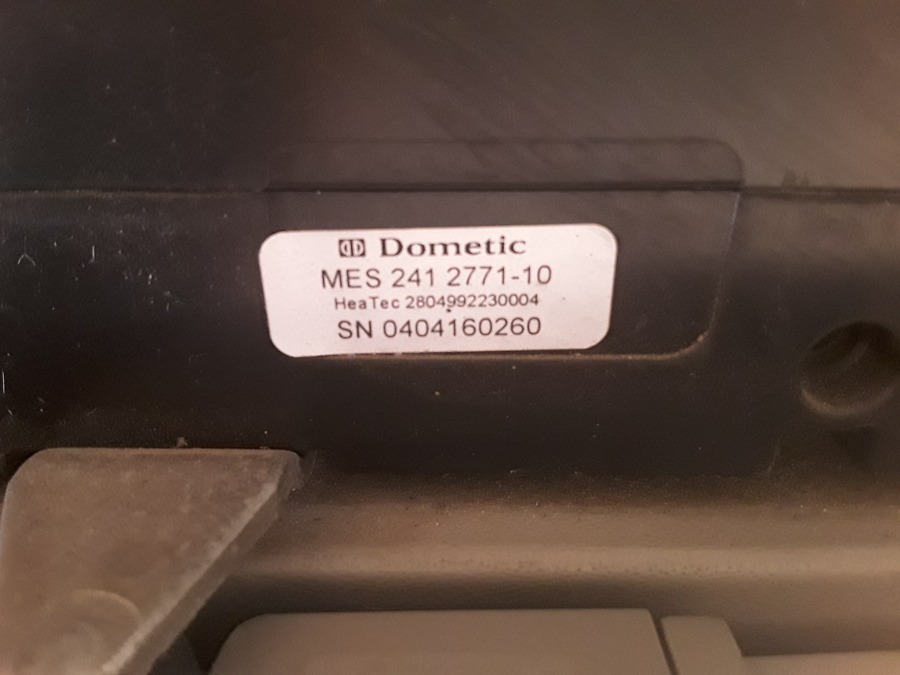 Dometic
MES 241 2771-10
HeaTec 2804992230004
SN 0404160260